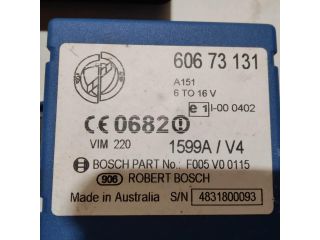 606 73 131
A151
6 TO 16 V
e1 I-00 0402
CE 0682
VIM 220 1599A / V4
BOSCH PART No : F005 V0 0115
906 ROBERT BOSCH
Made in Australia S/N 4831800093